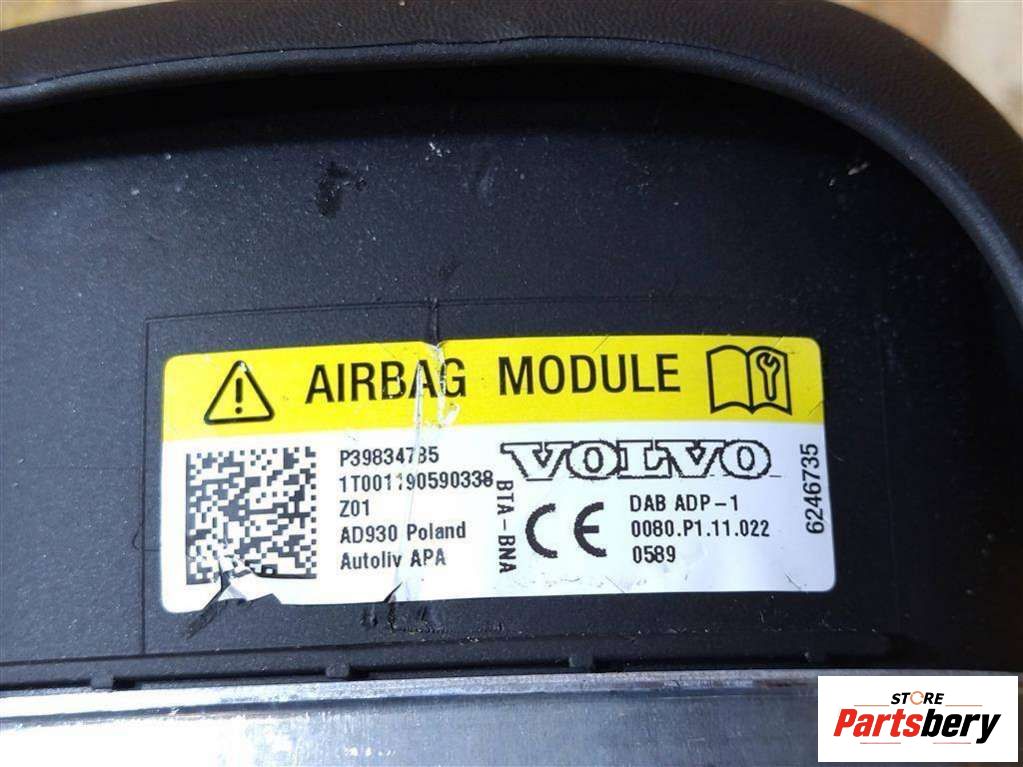 AIRBAG MODULE
P39834785
1T001190590338
Z01
AD930 Poland
Autoliv APA
BTA-BNA
VOLVO
CE
DAB ADP-1
0080.P1.11.022
0589
6246735
STORE
Partsbery